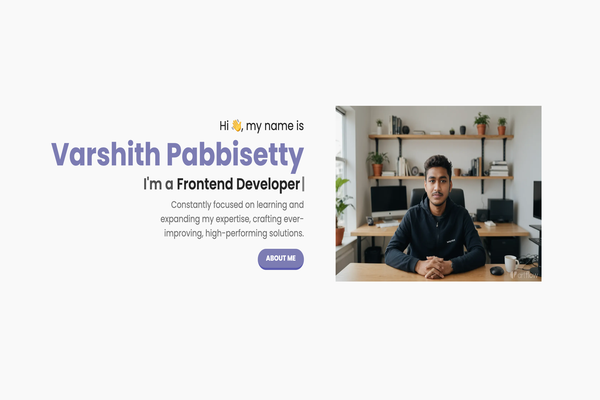 Hi 👋, my name is
Varshith Pabbisetty
I'm a Frontend Developer|
Constantly focused on learning and
expanding my expertise, crafting ever-
improving, high-performing solutions.
ABOUT ME